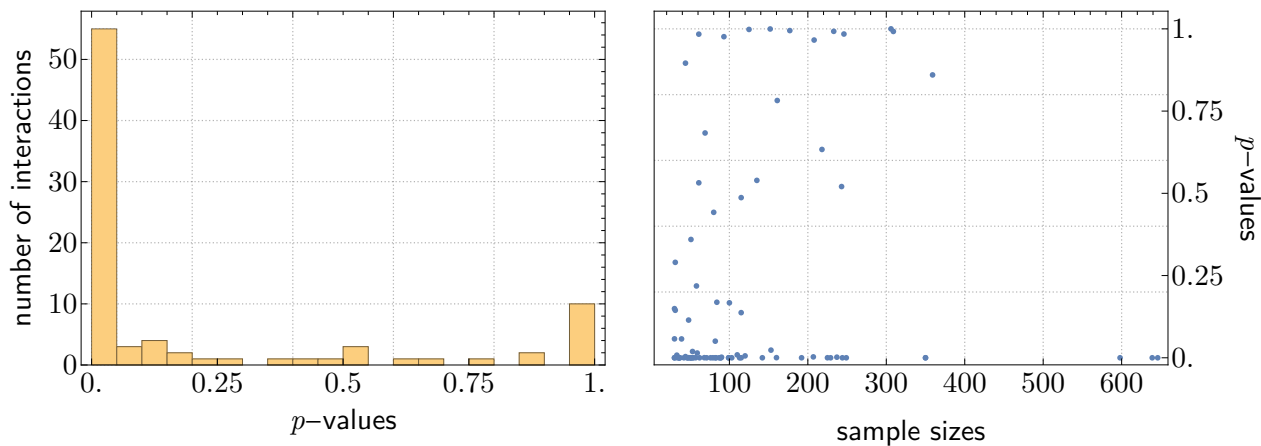 number of interactions
50
40
30
20
10
0
0. 0.25 0.5 0.75 1.
p–values
1.
0.75
0.5
0.25
0.
p–values
100 200 300 400 500 600
sample sizes